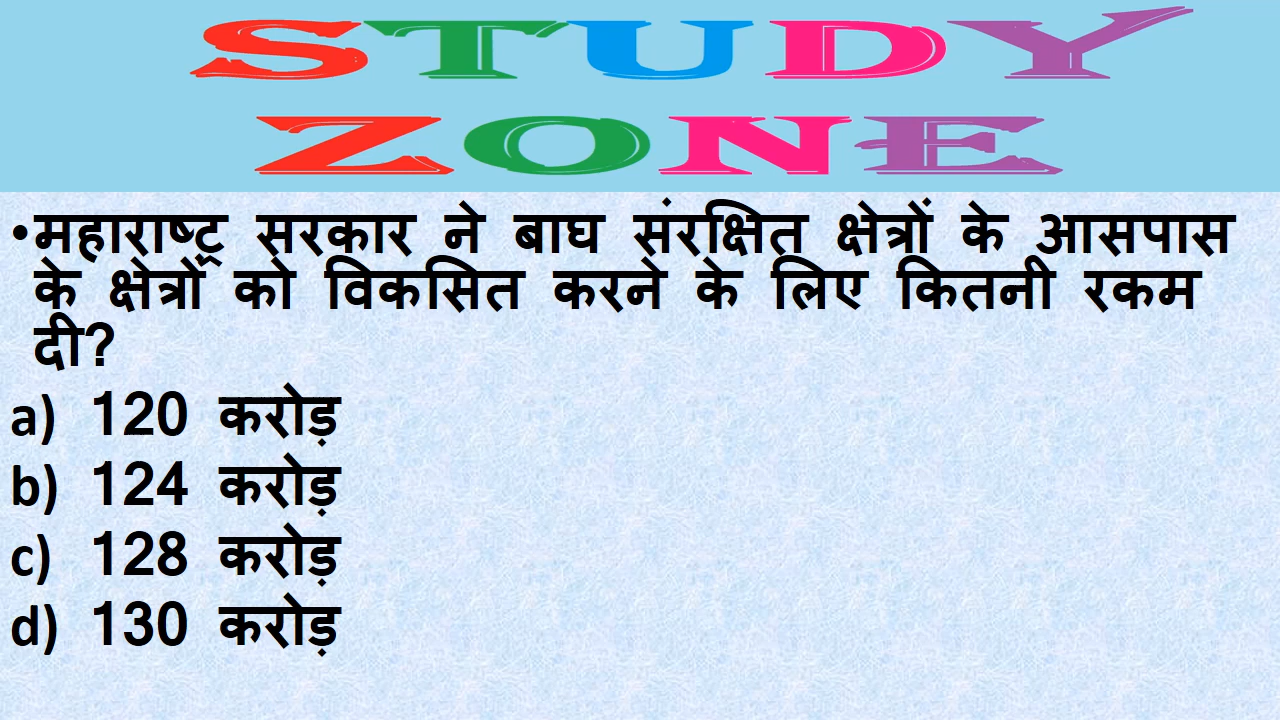 STUDY
ZONE
•महाराष्ट्र सरकार ने बाघ संरक्षित क्षेत्रों के आसपास
के क्षेत्रों को विकसित करने के लिए कितनी रकम
दी?
a) 120 करोड़
b) 124 करोड़
c) 128 करोड़
d) 130 करोड़